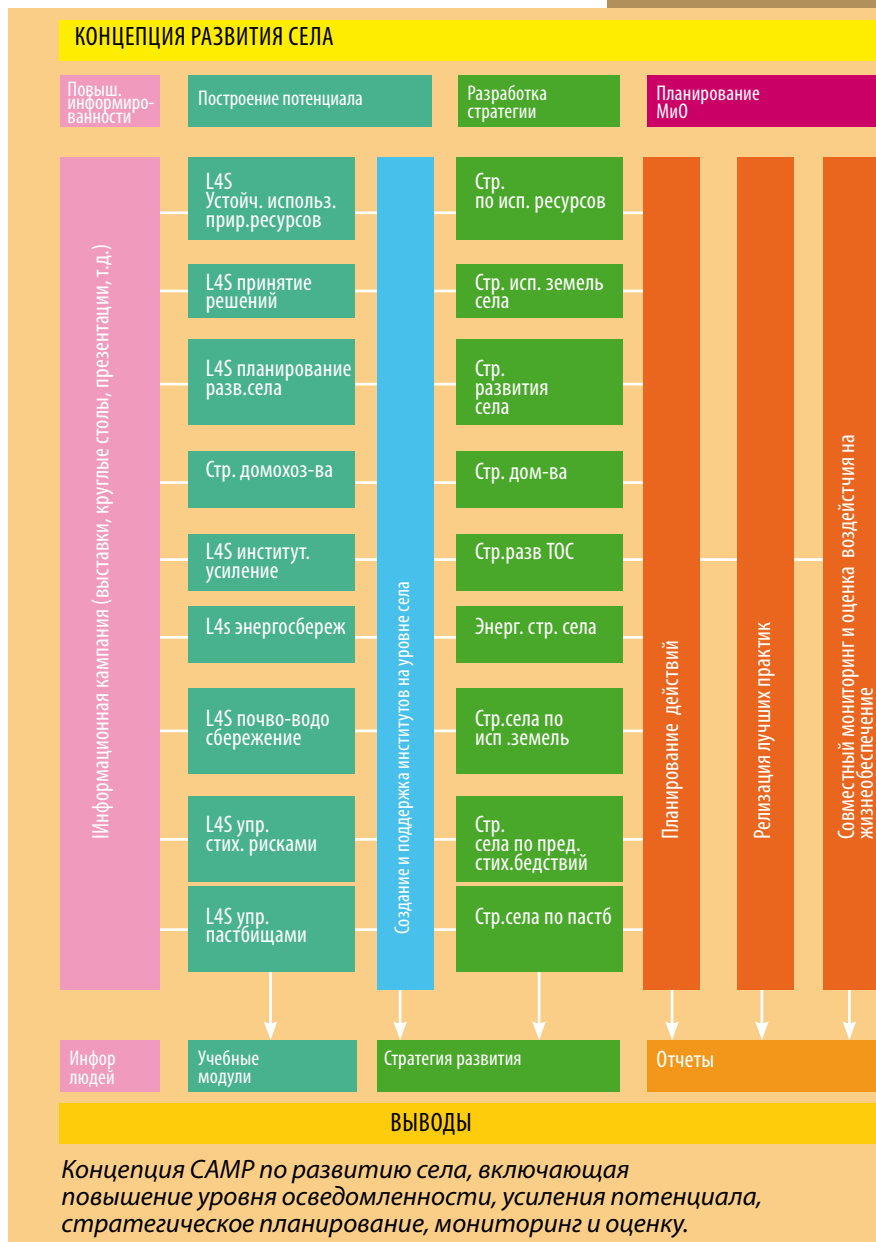 КОНЦЕПЦИЯ РАЗВИТИЯ СЕЛА
Повыш.
информиро-
ванности
Построение потенциала
Разработка
стратегии
Планирование
МиО
IИнформационная кампания (выставки, круглые столы, презентации, т.д.)
L4S
Устойч. использ.
прир.ресурсов
L4S принятие
решений
L4S планирование
разв.села
Стр. домохоз-ва
L4S институт.
усиление
L4s энергосбереж
L4S почво-водо
сбережение
L4S упр.
стих. рисками
L4S упр.
пастбищами
Создание и поддержка институтов на уровне села
Стр.
по исп. ресурсов
Стр. исп. земель
села
Стр.
развития
села
Стр. дом-ва
Стр.разв ТОС
Энерг. стр. села
Стр.села по
исп .земель
Стр.
села по пред.
стих.бедствий
Стр.села по пастб
Планирование действий
Релизация лучших практик
Совместный мониторинг и оценка воздейстчия на
жизнеобеспечение
Инфор
людей
Учебные
модули
Стратегия развития
Отчеты
ВЫВОДЫ
Концепция CAMP по развитию села, включающая
повышение уровня осведомленности, усиления потенциала,
стратегическое планирование, мониторинг и оценку.